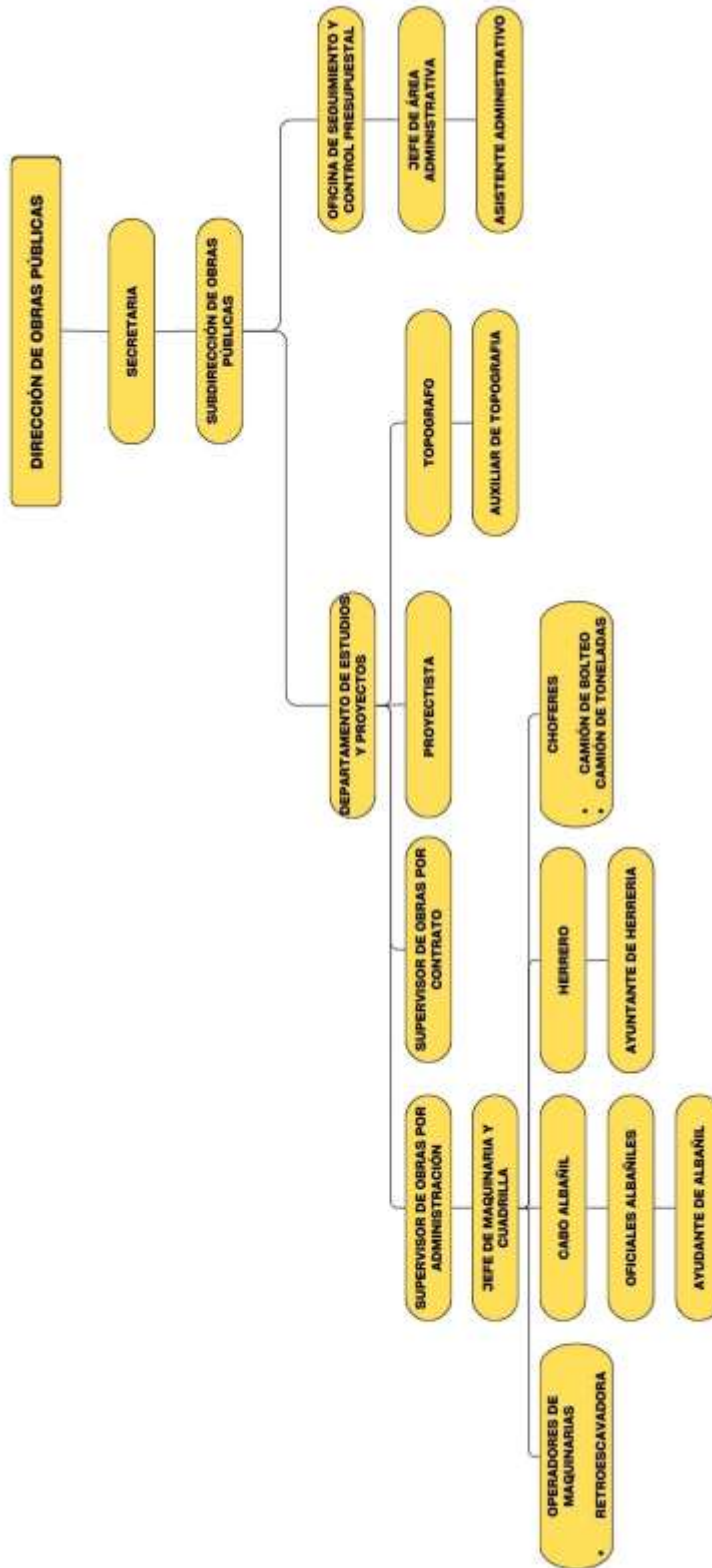 DIRECCIÓN DE OBRAS PÚBLICAS
SECRETARIA
SUBDIRECCIÓN DE OBRAS
PÚBLICAS
DEPARTAMENTO DE ESTUDIOS
Y PROYECTOS
OFICINA DE SEGUIMIENTO Y
CONTROL PRESUPUESTAL
SUPERVISOR DE OBRAS POR
ADMINISTRACIÓN
SUPERVISOR DE OBRAS POR
CONTRATO
PROYECTISTA
TOPOGRAFO
JEFE DE ÁREA
ADMINISTRATIVA
JEFE DE MAQUINARIA Y
CUADRILLA
AUXILIAR DE TOPOGRAFIA
ASISTENTE ADMINISTRATIVO
OPERADORES DE
MAQUINARIAS
• RETROESCAVADORA
CABO ALBAÑIL
HERRERO
CHOFERES
• CAMIÓN DE BOLTEO
• CAMIÓN DE TONELADAS
OFICIALES ALBAÑILES
AYUNTANTE DE HERRERIA
AYUDANTE DE ALBAÑIL